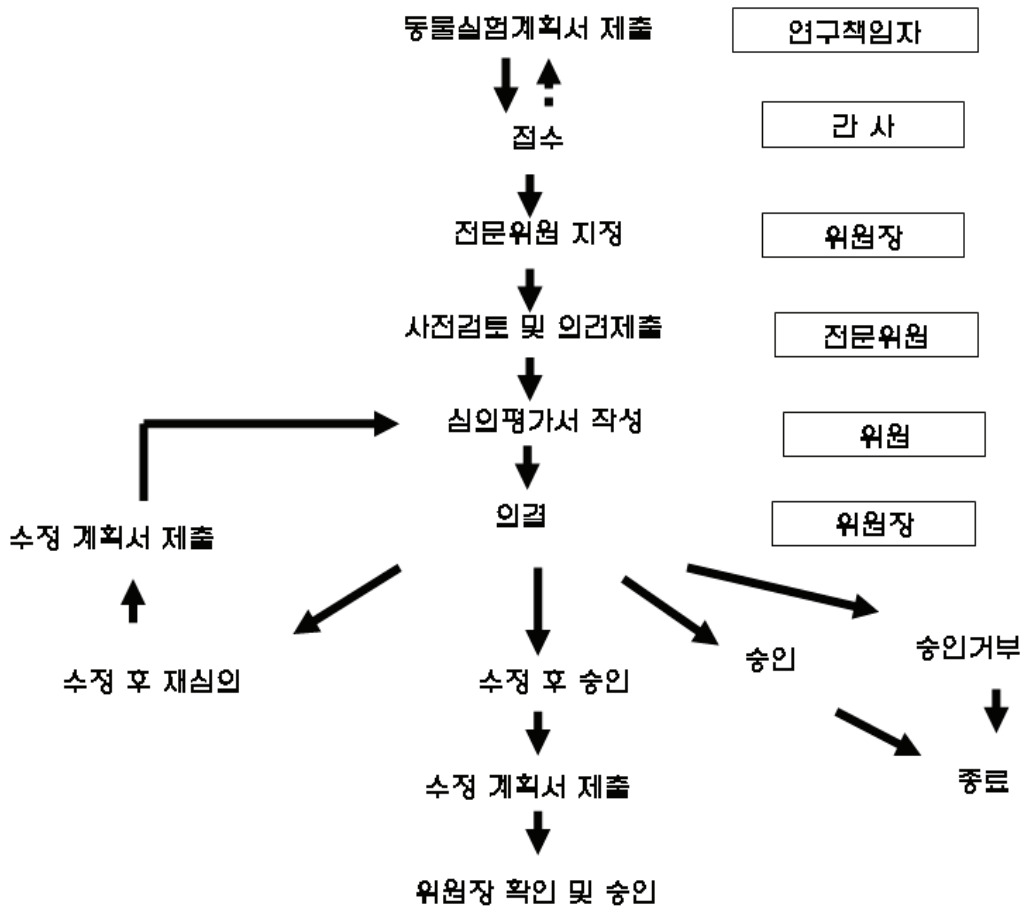 동물실험계획서 제출
연구책임자
접수
간 사
전문위원 지정
위원장
사전검토 및 의견제출
전문위원
심의평가서 작성
위원
의결
위원장
수정 계획서 제출
수정 후 재심의
수정 후 승인
승인
승인거부
수정 계획서 제출
종료
위원장 확인 및 승인